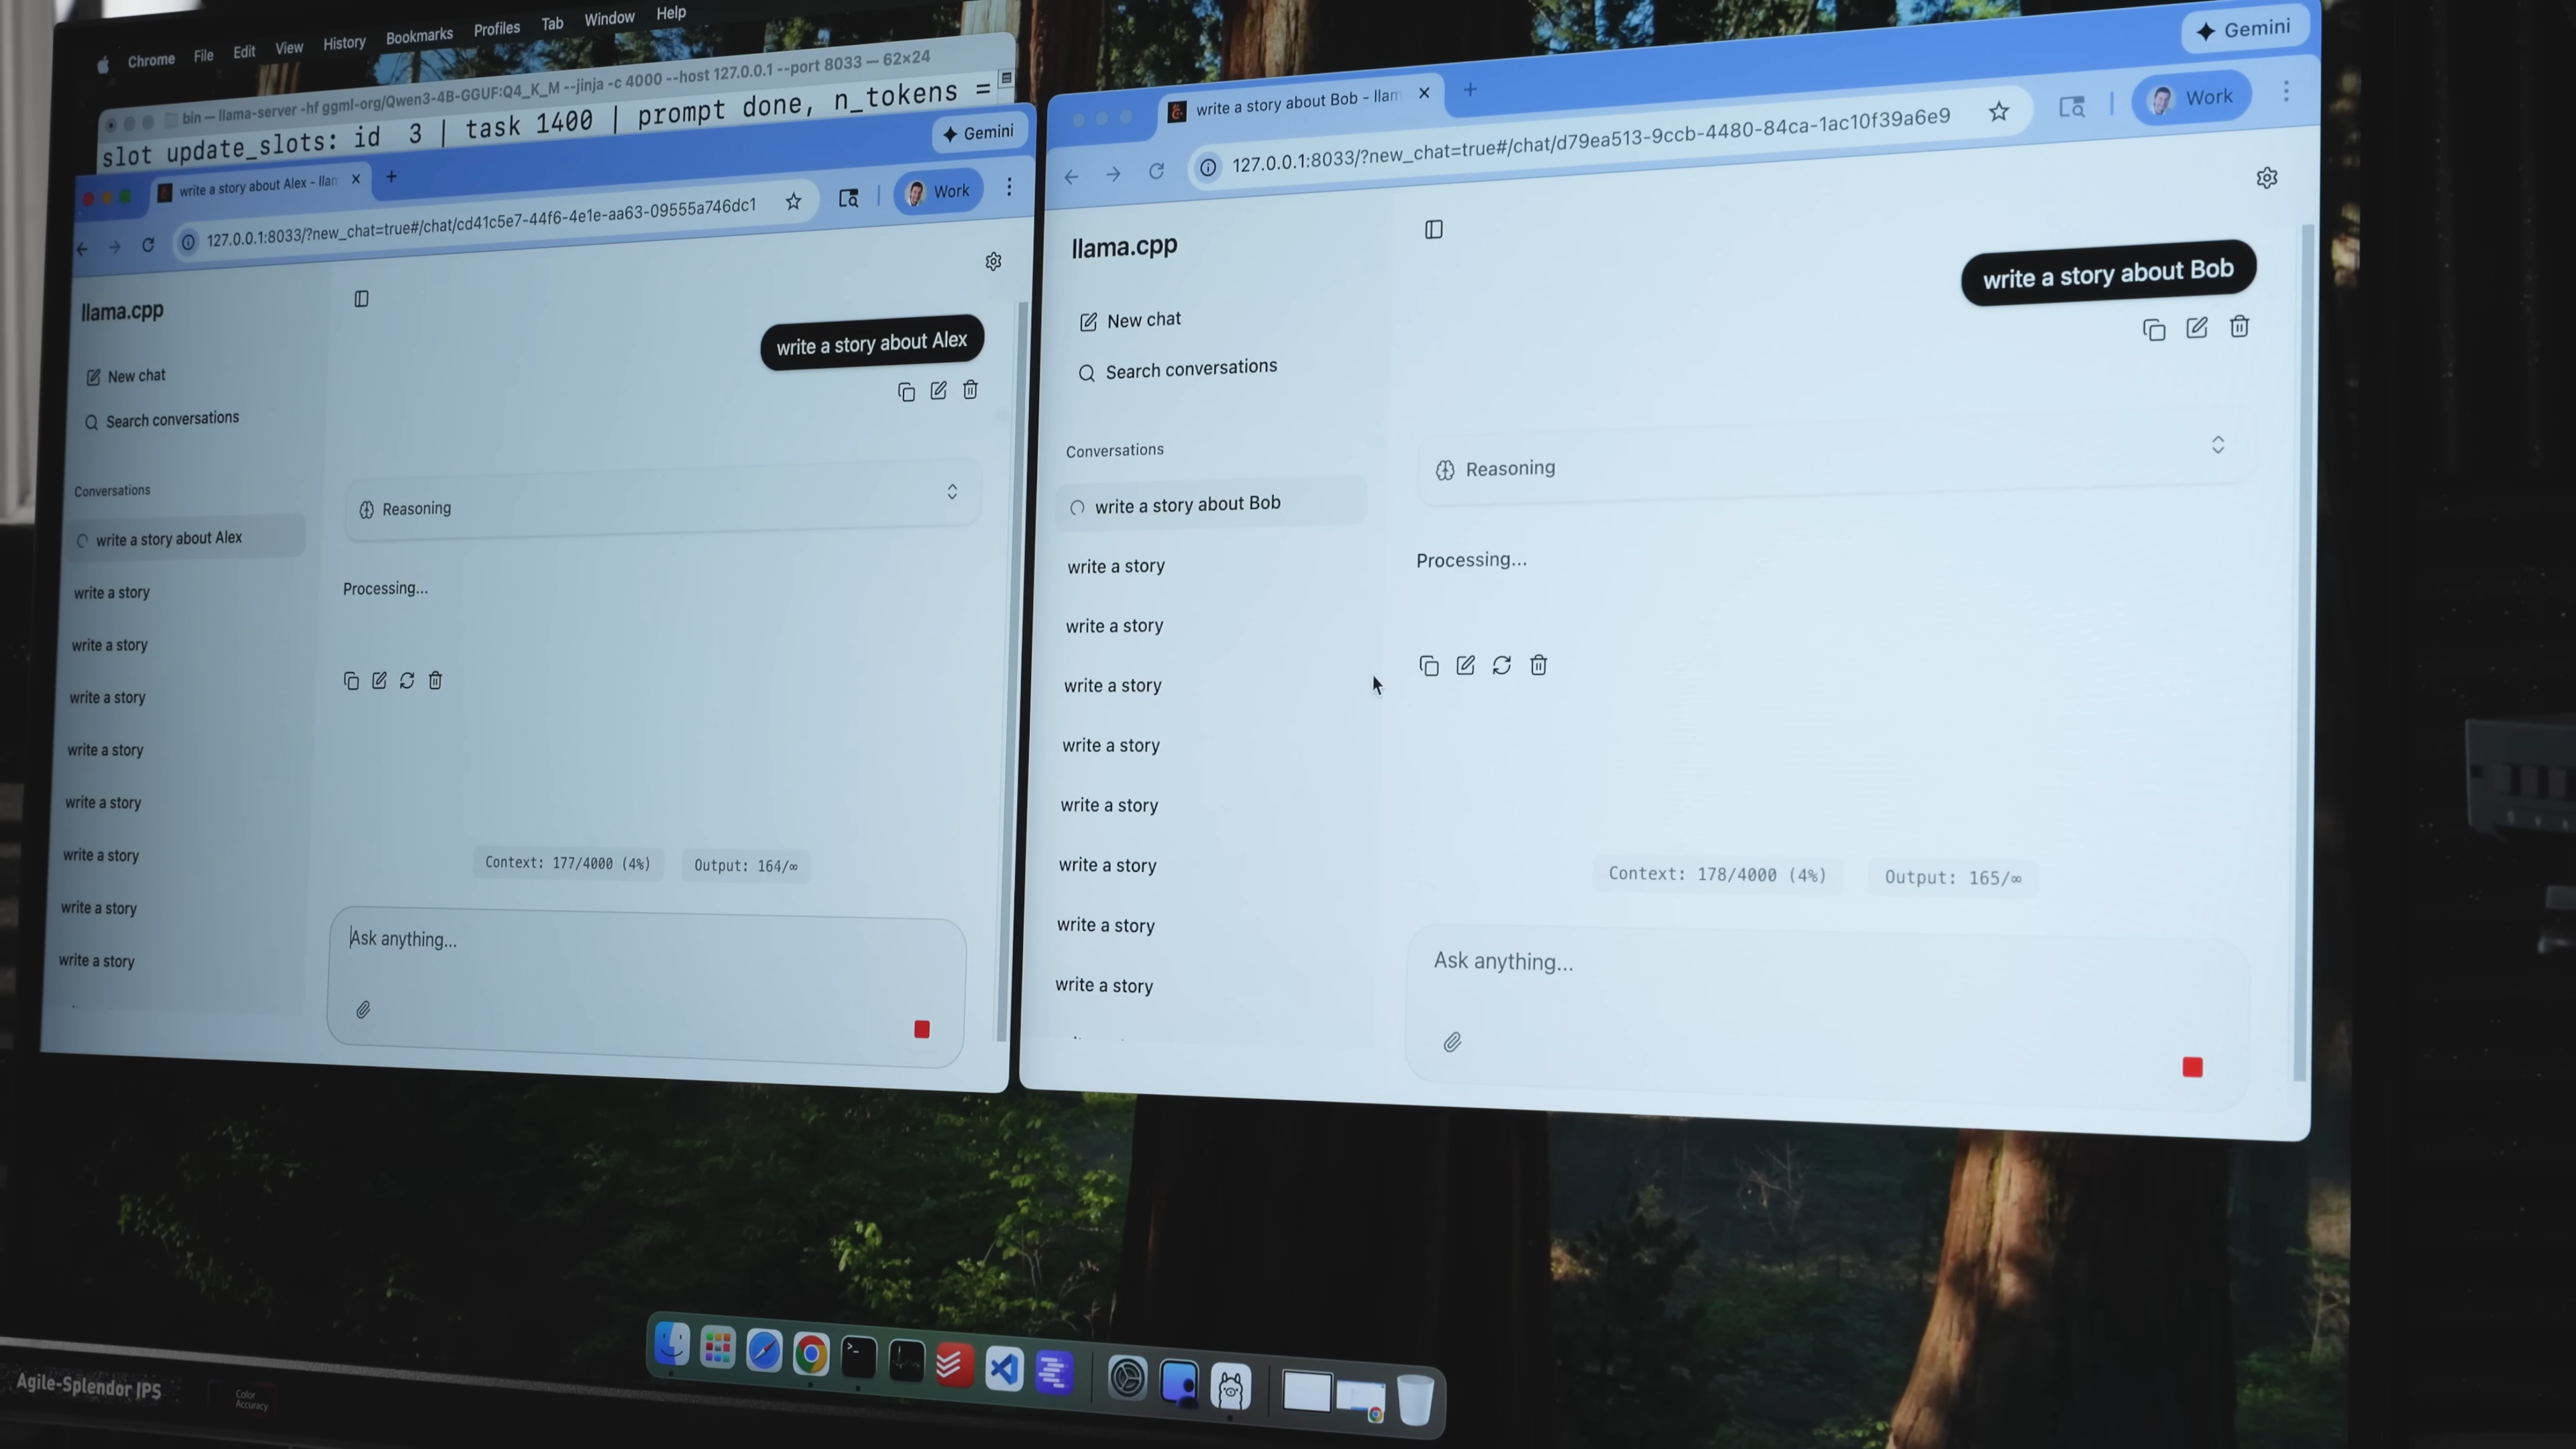 Chrome File Edit View History Bookmarks Profiles Tab Window Help
bin — llama-server -hf ggml-org/Qwen3-4B-GGUF:Q4_K_M --jinja -c 4000 --host 127.0.0.1 --port 8033 — 62×24
slot update_slots: id 3 | task 1400 | prompt done, n_tokens =
Gemini
write a story about Alex - llam
127.0.0.1:8033/?new_chat=true#/chat/cd41c5e7-44f6-4e1e-aa63-09555a746dc1
Work
llama.cpp
New chat
Search conversations
Conversations
write a story about Alex
write a story
write a story
write a story
write a story
write a story
write a story
write a story
write a story
write a story about Alex
Reasoning
Processing...
Context: 177/4000 (4%)
Output: 164/∞
Ask anything...
Gemini
write a story about Bob - llam
127.0.0.1:8033/?new_chat=true#/chat/d79ea513-9ccb-4480-84ca-1ac10f39a6e9
Work
llama.cpp
New chat
Search conversations
Conversations
write a story about Bob
write a story
write a story
write a story
write a story
write a story
write a story
write a story
write a story
write a story about Bob
Reasoning
Processing...
Context: 178/4000 (4%)
Output: 165/∞
Ask anything...
Agile-Splendor IPS
Color
Accuracy